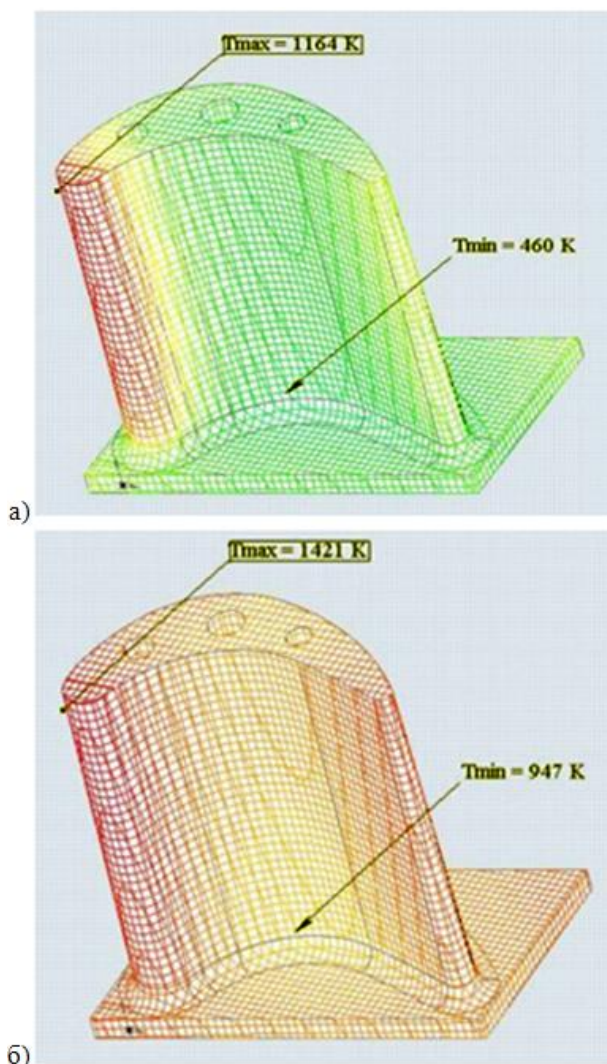 Tmax = 1164 K
Tmin = 460 K
а)
Tmax = 1421 K
Tmin = 947 K
б)